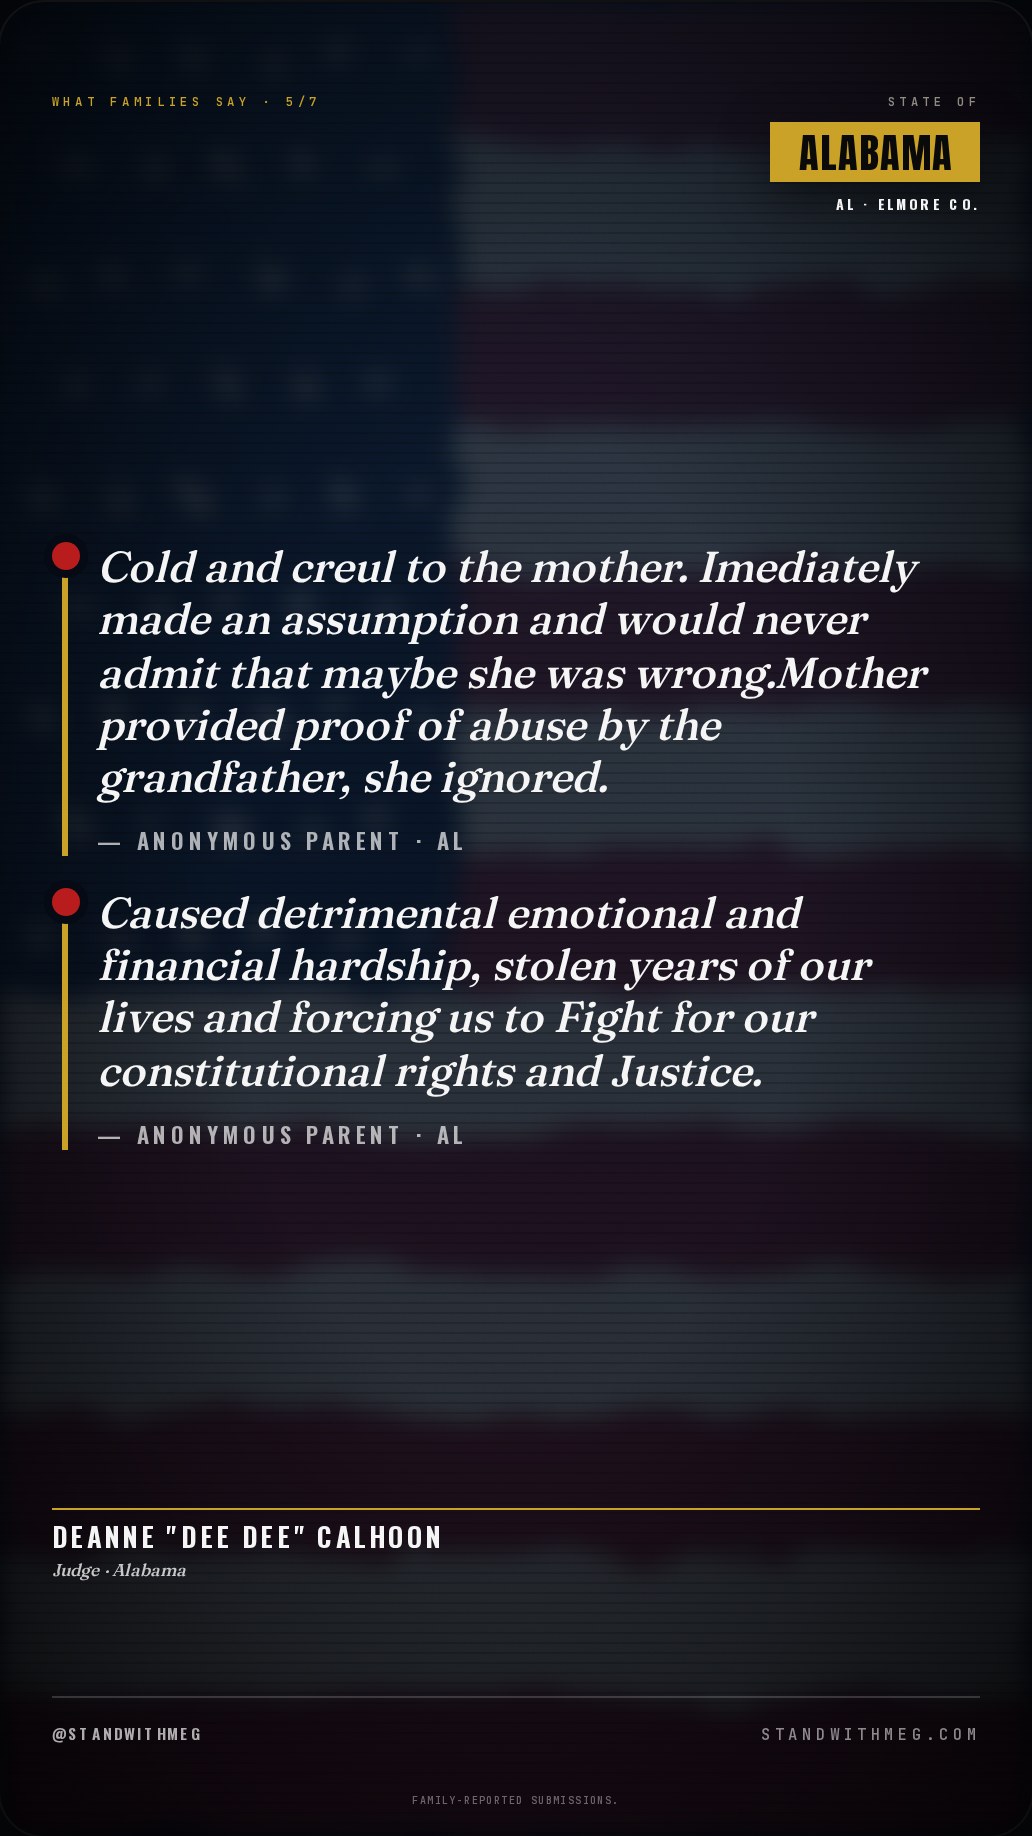 WHAT FAMILIES SAY · 5/7
STATE OF
ALABAMA
AL · ELMORE CO.
Cold and creul to the mother. Imediately
made an assumption and would never
admit that maybe she was wrong.Mother
provided proof of abuse by the
grandfather, she ignored.
— ANONYMOUS PARENT · AL
Caused detrimental emotional and
financial hardship, stolen years of our
lives and forcing us to Fight for our
constitutional rights and Justice.
— ANONYMOUS PARENT · AL
DEANNE "DEE DEE" CALHOON
Judge · Alabama
@STANDWITHMEG
STANDWITHMEG.COM
FAMILY-REPORTED SUBMISSIONS.